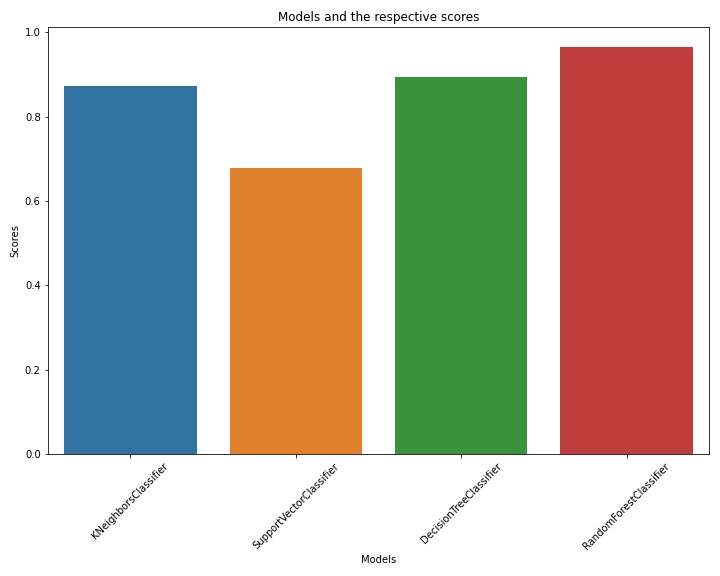 Models and the respective scores
Scores
1.0
0.8
0.6
0.4
0.2
0.0
KNeighborsClassifier
SupportVectorClassifier
DecisionTreeClassifier
RandomForestClassifier
Models